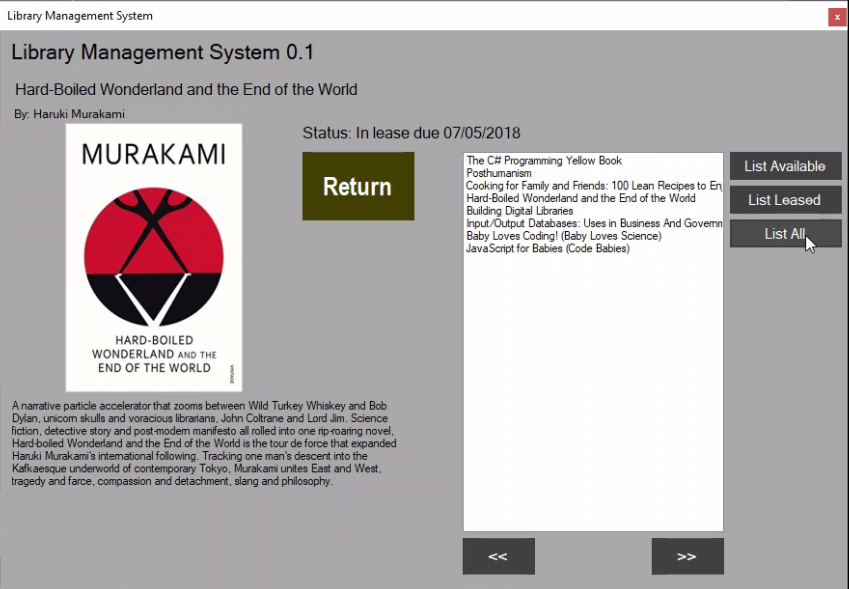 Library Management System
x
Library Management System 0.1
Hard-Boiled Wonderland and the End of the World
By: Haruki Murakami
MURAKAMI
HARD-BOILED
WONDERLAND AND THE
END OF THE WORLD
A narrative particle accelerator that zooms between Wild Turkey Whiskey and Bob
Dylan, unicorn skulls and voracious librarians, John Coltrane and Lord Jim. Science
fiction, detective story and post-modern manifesto all rolled into one rip-roaring novel,
Hard-boiled Wonderland and the End of the World is the tour de force that expanded
Haruki Murakami's international following. Tracking one man's descent into the
Kafkaesque underworld of contemporary Tokyo, Murakami unites East and West,
tragedy and farce, compassion and detachment, slang and philosophy.
Status: In lease due 07/05/2018
Return
The C# Programming Yellow Book
Posthumanism
Cooking for Family and Friends: 100 Lean Recipes to En
Hard-Boiled Wonderland and the End of the World
Building Digital Libraries
Input/Output Databases: Uses in Business And Governm
Baby Loves Coding! (Baby Loves Science)
JavaScript for Babies (Code Babies)
<<
>>
List Available
List Leased
List All